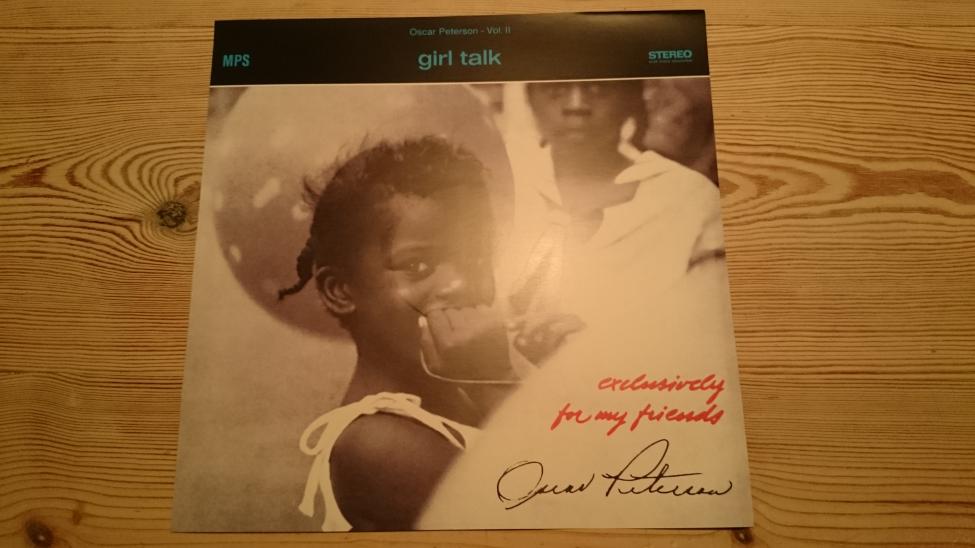 Oscar Peterson - Vol. II
MPS
girl talk
STEREO
exclusively
for my friends
Oscar Peterson